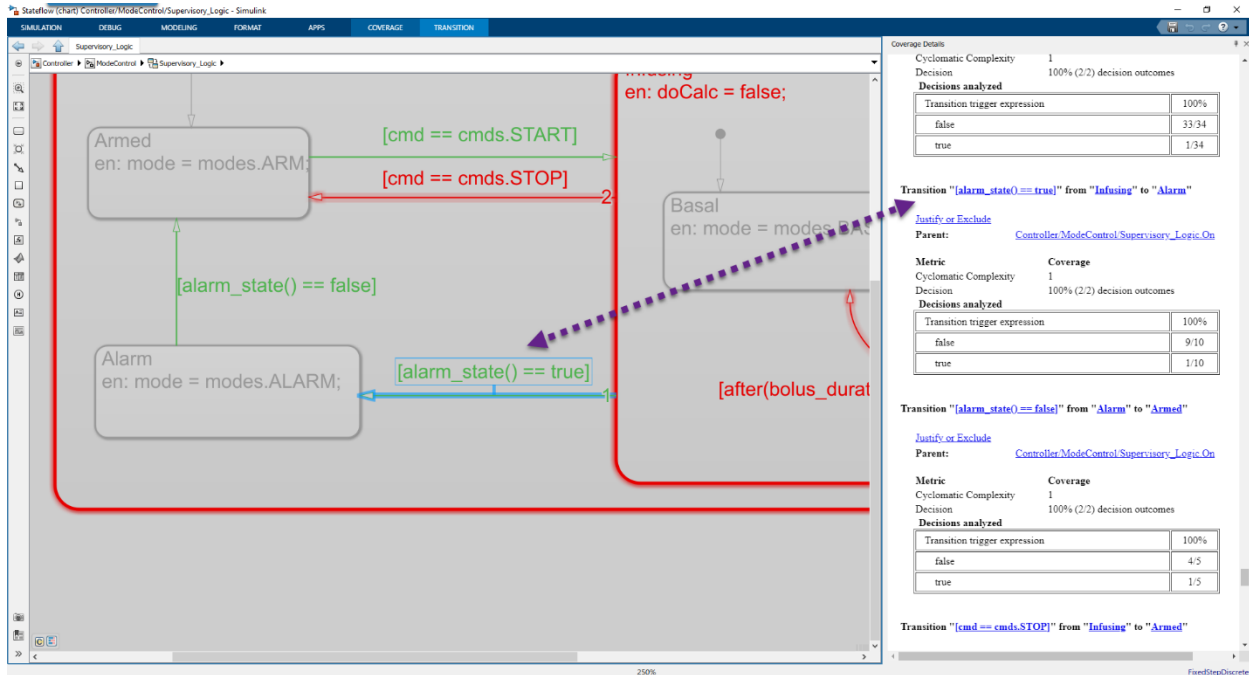 Stateflow (chart) Controller/ModeControl/Supervisory_Logic - Simulink
SIMULATION DEBUG MODELING FORMAT APPS COVERAGE TRANSITION
Supervisory_Logic
Controller ModeControl Supervisory_Logic
Infusing
en: doCalc = false;
Armed
en: mode = modes.ARM;
[cmd == cmds.START]
[cmd == cmds.STOP]
2
Basal
en: mode = modes.BAS
[alarm_state() == false]
Alarm
en: mode = modes.ALARM;
[alarm_state() == true]
1
[after(bolus_durat
250%
FixedStepDiscrete
Coverage Details
Cyclomatic Complexity 1
Decision 100% (2/2) decision outcomes
Decisions analyzed
Transition trigger expression 100%
false 33/34
true 1/34
Transition "[alarm_state() == true]" from "Infusing" to "Alarm"
Justify or Exclude
Parent: Controller/ModeControl/Supervisory_Logic.On
Metric Coverage
Cyclomatic Complexity 1
Decision 100% (2/2) decision outcomes
Decisions analyzed
Transition trigger expression 100%
false 9/10
true 1/10
Transition "[alarm_state() == false]" from "Alarm" to "Armed"
Justify or Exclude
Parent: Controller/ModeControl/Supervisory_Logic.On
Metric Coverage
Cyclomatic Complexity 1
Decision 100% (2/2) decision outcomes
Decisions analyzed
Transition trigger expression 100%
false 4/5
true 1/5
Transition "[cmd == cmds.STOP]" from "Infusing" to "Armed"